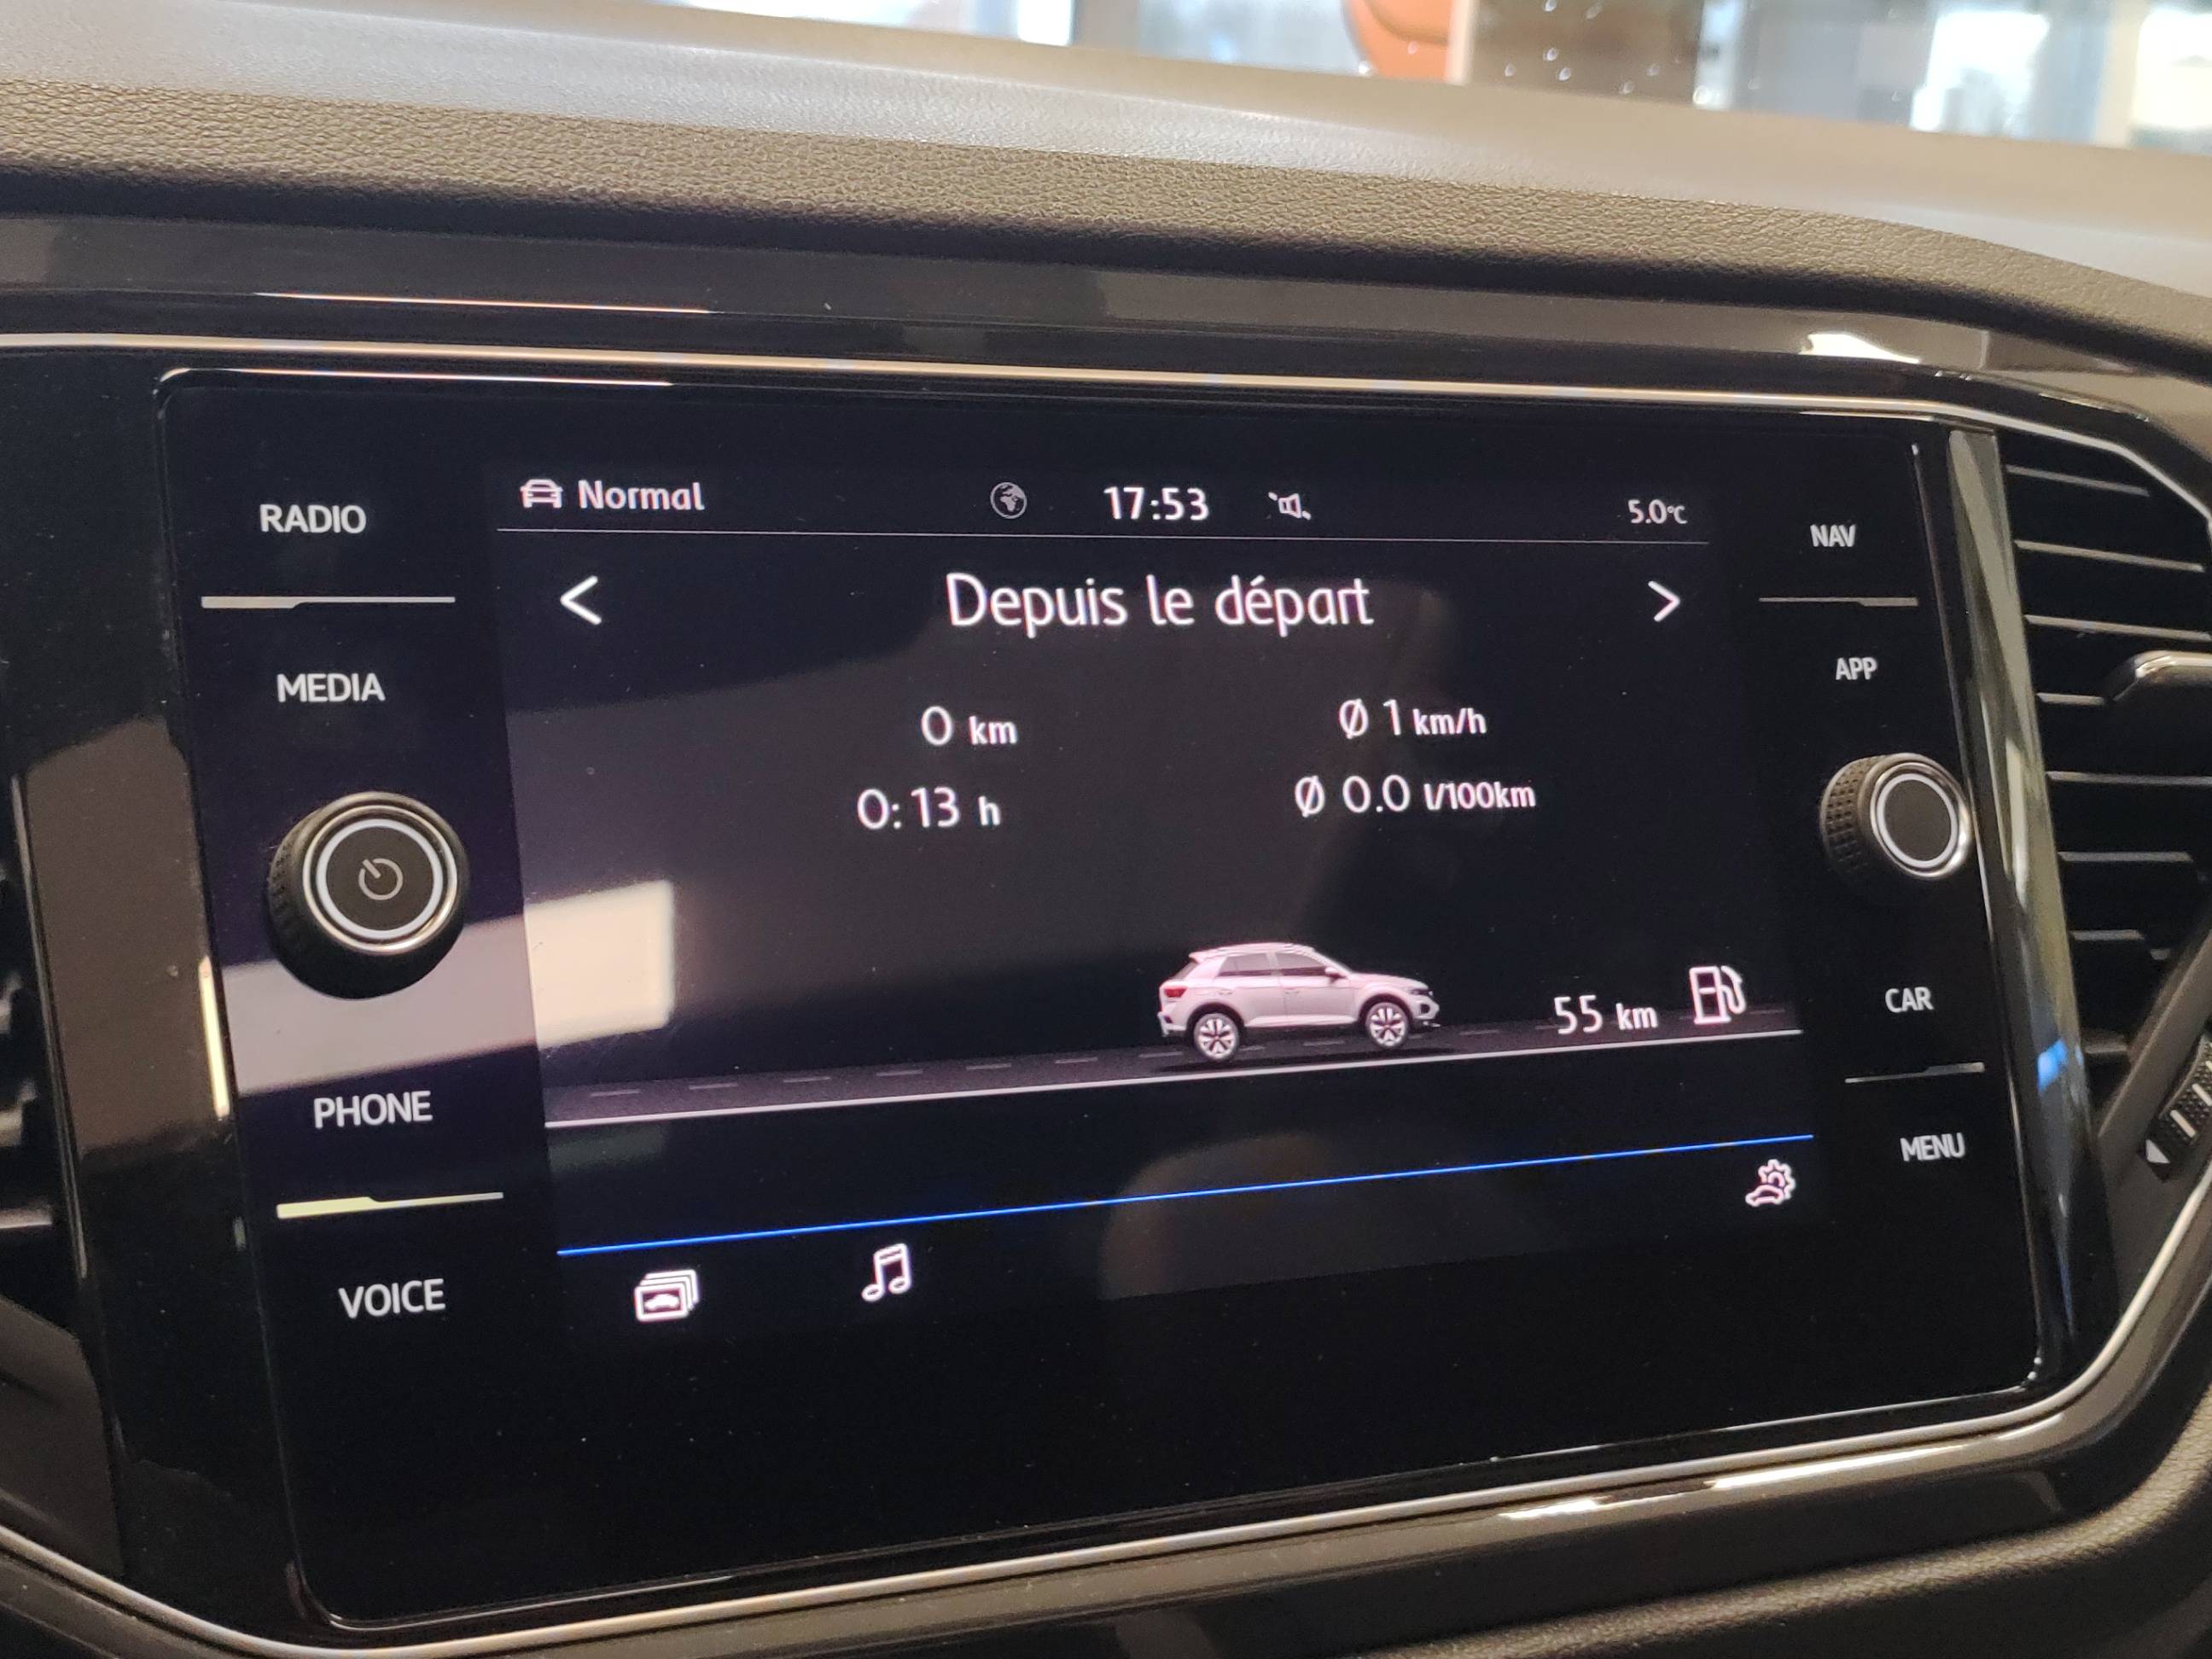 RADIO
MEDIA
PHONE
VOICE
Normal
17:53
5.0°C
< Depuis le départ >
0 km
Ø 1 km/h
0:13 h
Ø 0.0 l/100km
55 km
NAV
APP
CAR
MENU